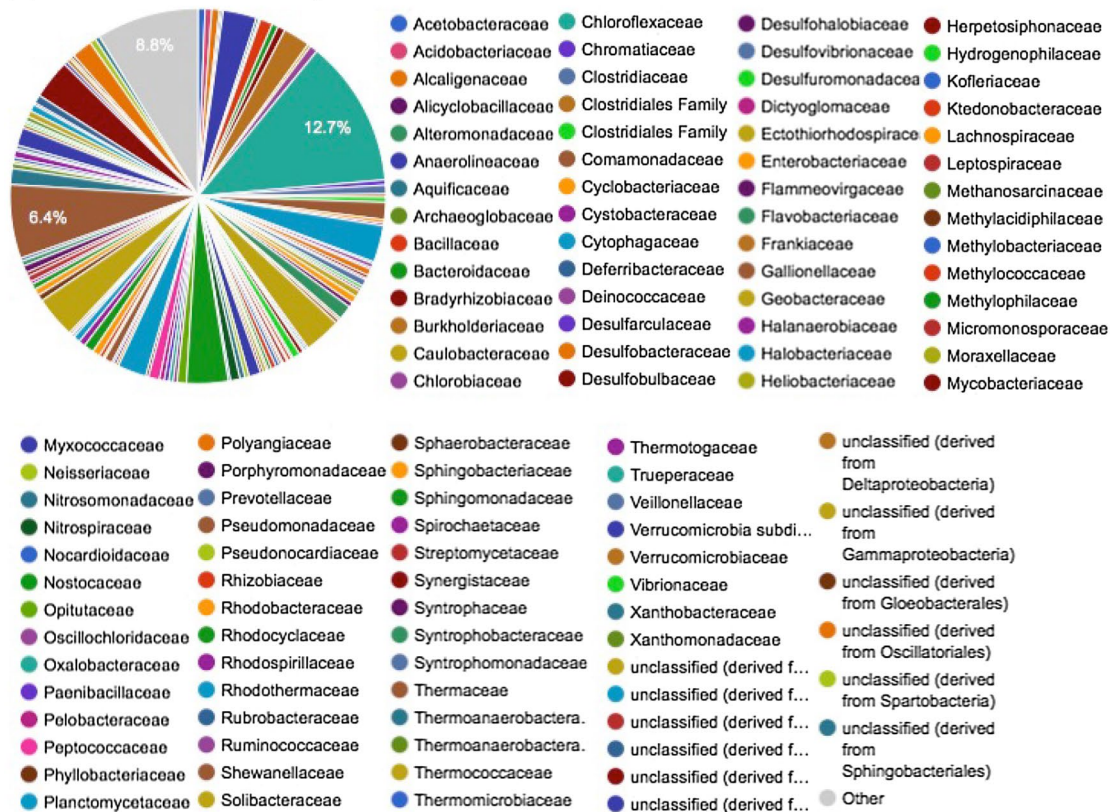 8.8%
12.7%
6.4%
Acetobacteraceae
Acidobacteriaceae
Alcaligenaceae
Alicyclobacillaceae
Alteromonadaceae
Anaerolineaceae
Aquificaceae
Archaeoglobaceae
Bacillaceae
Bacteroidaceae
Bradyrhizobiaceae
Burkholderiaceae
Caulobacteraceae
Chlorobiaceae
Chloroflexaceae
Chromatiaceae
Clostridiaceae
Clostridiales Family
Clostridiales Family
Comamonadaceae
Cyclobacteriaceae
Cystobacteraceae
Cytophagaceae
Deferribacteraceae
Deinococcaceae
Desulfarculaceae
Desulfobacteraceae
Desulfobulbaceae
Desulfohalobiaceae
Desulfovibrionaceae
Desulfuromonadacea
Dictyoglomaceae
Ectothiorhodospirace
Enterobacteriaceae
Flammeovirgaceae
Flavobacteriaceae
Frankiaceae
Gallionellaceae
Geobacteraceae
Halanaerobiaceae
Halobacteriaceae
Heliobacteriaceae
Herpetosiphonaceae
Hydrogenophilaceae
Kofleriaceae
Ktedonobacteraceae
Lachnospiraceae
Leptospiraceae
Methanosarcinaceae
Methylacidiphilaceae
Methylobacteriaceae
Methylococcaceae
Methylophilaceae
Micromonosporaceae
Moraxellaceae
Mycobacteriaceae
Myxococcaceae
Neisseriaceae
Nitrosomonadaceae
Nitrospiraceae
Nocardioidaceae
Nostocaceae
Opitutaceae
Oscillochloridaceae
Oxalobacteraceae
Paenibacillaceae
Pelobacteraceae
Peptococcaceae
Phyllobacteriaceae
Planctomycetaceae
Polyangiaceae
Porphyromonadaceae
Prevotellaceae
Pseudomonadaceae
Pseudonocardiaceae
Rhizobiaceae
Rhodobacteraceae
Rhodocyclaceae
Rhodospirillaceae
Rhodothermaceae
Rubrobacteraceae
Ruminococcaceae
Shewanellaceae
Solibacteraceae
Sphaerobacteraceae
Sphingobacteriaceae
Sphingomonadaceae
Spirochaetaceae
Streptomycetaceae
Synergistaceae
Syntrophaceae
Syntrophobacteraceae
Syntrophomonadaceae
Thermaceae
Thermoanaerobactera.
Thermoanaerobactera.
Thermococcaceae
Thermomicrobiaceae
Thermotogaceae
Trueperaceae
Veillonellaceae
Verrucomicrobia subdi...
Verrucomicrobiaceae
Vibrionaceae
Xanthobacteraceae
Xanthomonadaceae
unclassified (derived f...
unclassified (derived f...
unclassified (derived f...
unclassified (derived f...
unclassified (derived f...
unclassified (derived f...
unclassified (derived
from
Deltaproteobacteria)
unclassified (derived
from
Gammaproteobacteria)
unclassified (derived
from Gloeobacterales)
unclassified (derived
from Oscillatoriales)
unclassified (derived
from Spartobacteria)
unclassified (derived
from
Sphingobacteriales)
Other